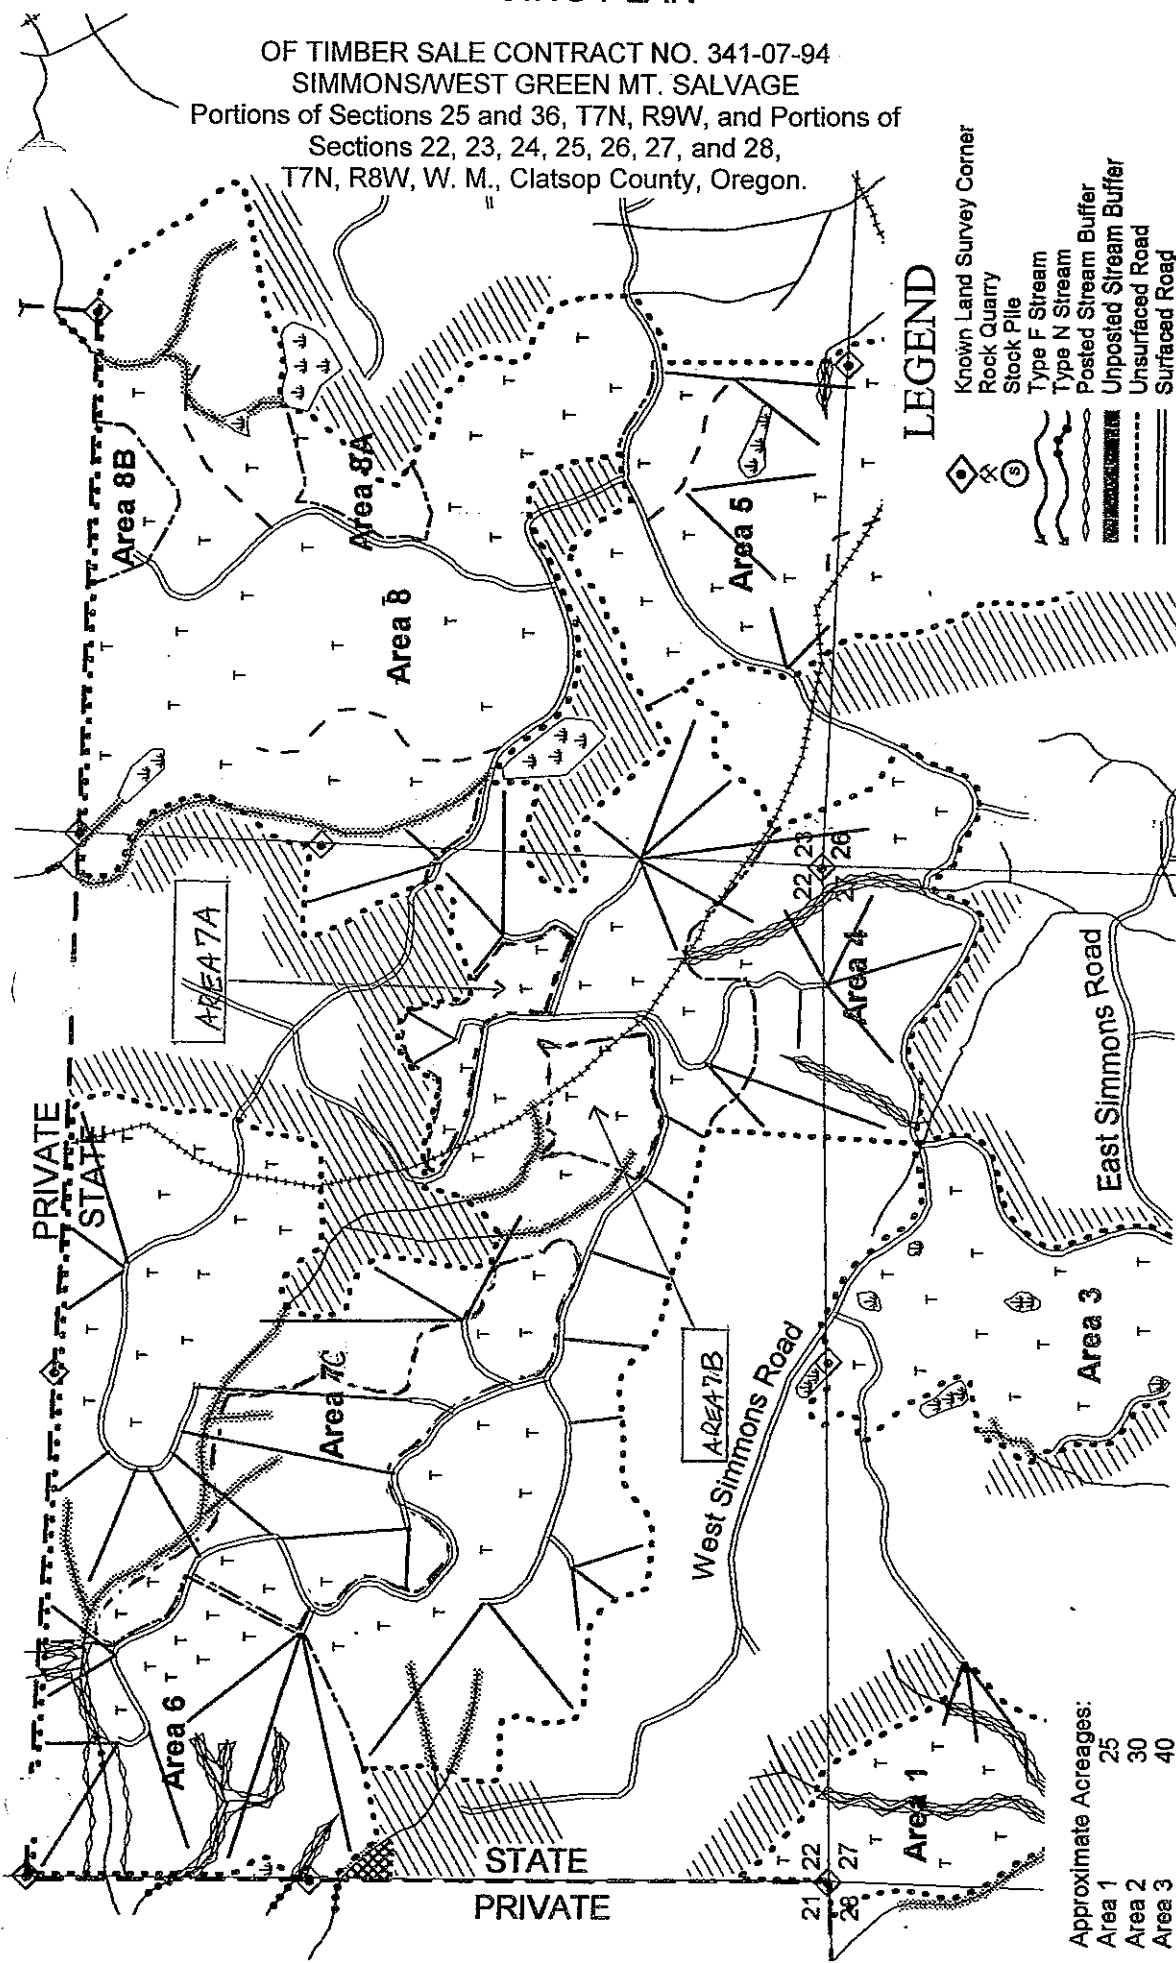 OF TIMBER SALE CONTRACT NO. 341-07-94
SIMMONS/WEST GREEN MT. SALVAGE
Portions of Sections 25 and 36, T7N, R9W, and Portions of
Sections 22, 23, 24, 25, 26, 27, and 28,
T7N, R8W, W. M., Clatsop County, Oregon.
PRIVATE
STATE
Area 8B
Area 8A
Area 8
Area 5
AREA 7A
Area 7C
AREA 7B
Area 6
Area 4
22 23
26
West Simmons Road
East Simmons Road
Area 3
Area 1
STATE
PRIVATE
21 22
28 27
LEGEND
Known Land Survey Corner
Rock Quarry
S Stock Pile
Type F Stream
Type N Stream
Posted Stream Buffer
Unposted Stream Buffer
Unsurfaced Road
Surfaced Road
Approximate Acreages:
Area 1 25
Area 2 30
Area 3 40